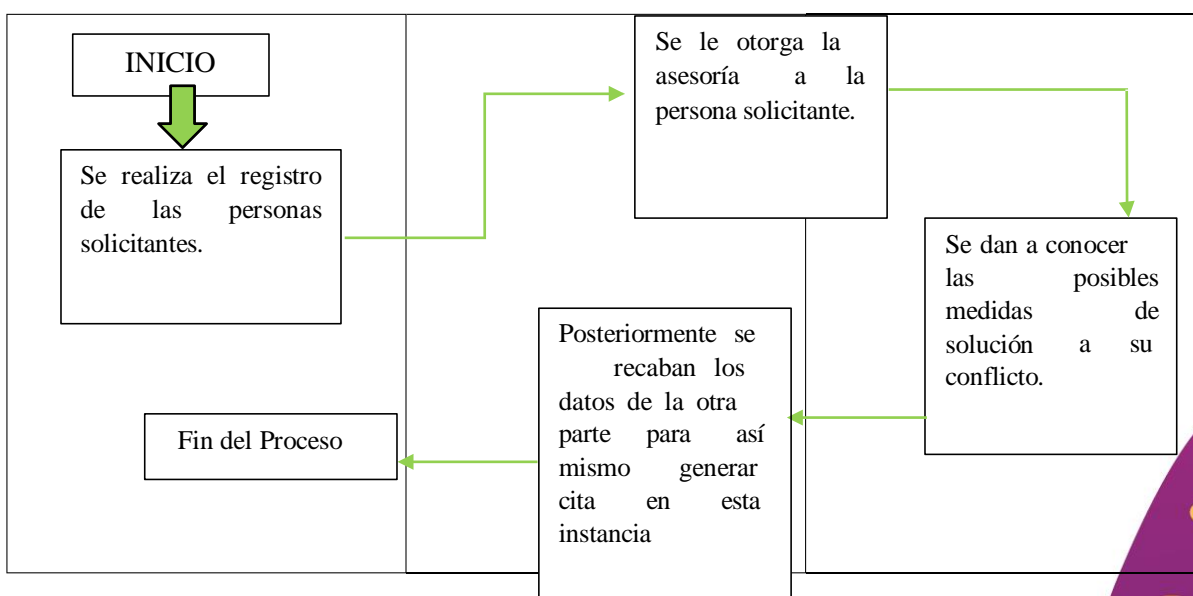 INICIO
Se realiza el registro
de las personas
solicitantes.
Se le otorga la
asesoría a la
persona solicitante.
Se dan a conocer
las posibles
medidas de
solución a su
conflicto.
Posteriormente se
recaban los
datos de la otra
parte para así
mismo generar
cita en esta
instancia
Fin del Proceso